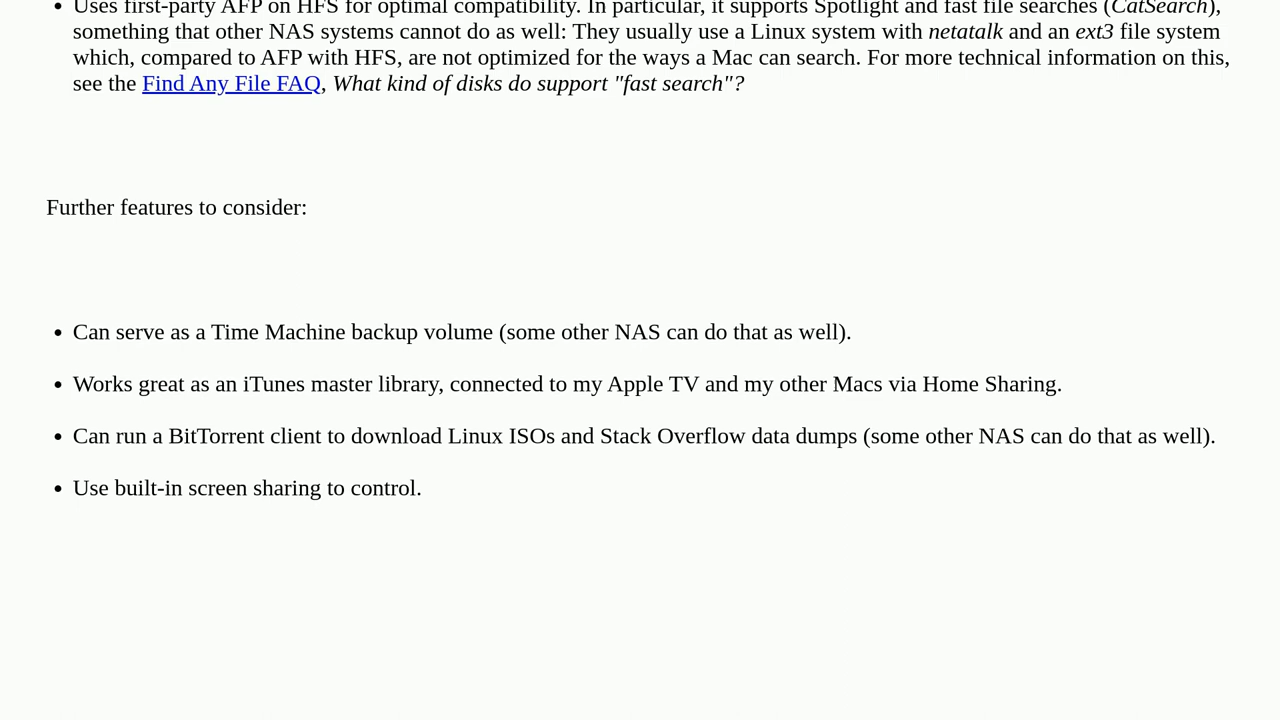 • Uses first-party AFP on HFS for optimal compatibility. In particular, it supports Spotlight and fast file searches (CatSearch),
something that other NAS systems cannot do as well: They usually use a Linux system with netatalk and an ext3 file system
which, compared to AFP with HFS, are not optimized for the ways a Mac can search. For more technical information on this,
see the Find Any File FAQ, What kind of disks do support "fast search"?
Further features to consider:
• Can serve as a Time Machine backup volume (some other NAS can do that as well).
• Works great as an iTunes master library, connected to my Apple TV and my other Macs via Home Sharing.
• Can run a BitTorrent client to download Linux ISOs and Stack Overflow data dumps (some other NAS can do that as well).
• Use built-in screen sharing to control.